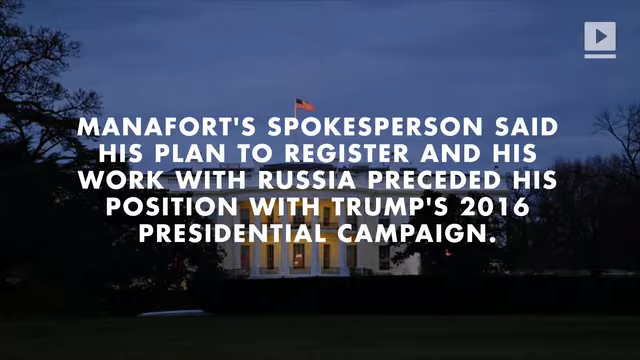 MANAFORT'S SPOKESPERSON SAID
HIS PLAN TO REGISTER AND HIS
WORK WITH RUSSIA PRECEDED HIS
POSITION WITH TRUMP'S 2016
PRESIDENTIAL CAMPAIGN.